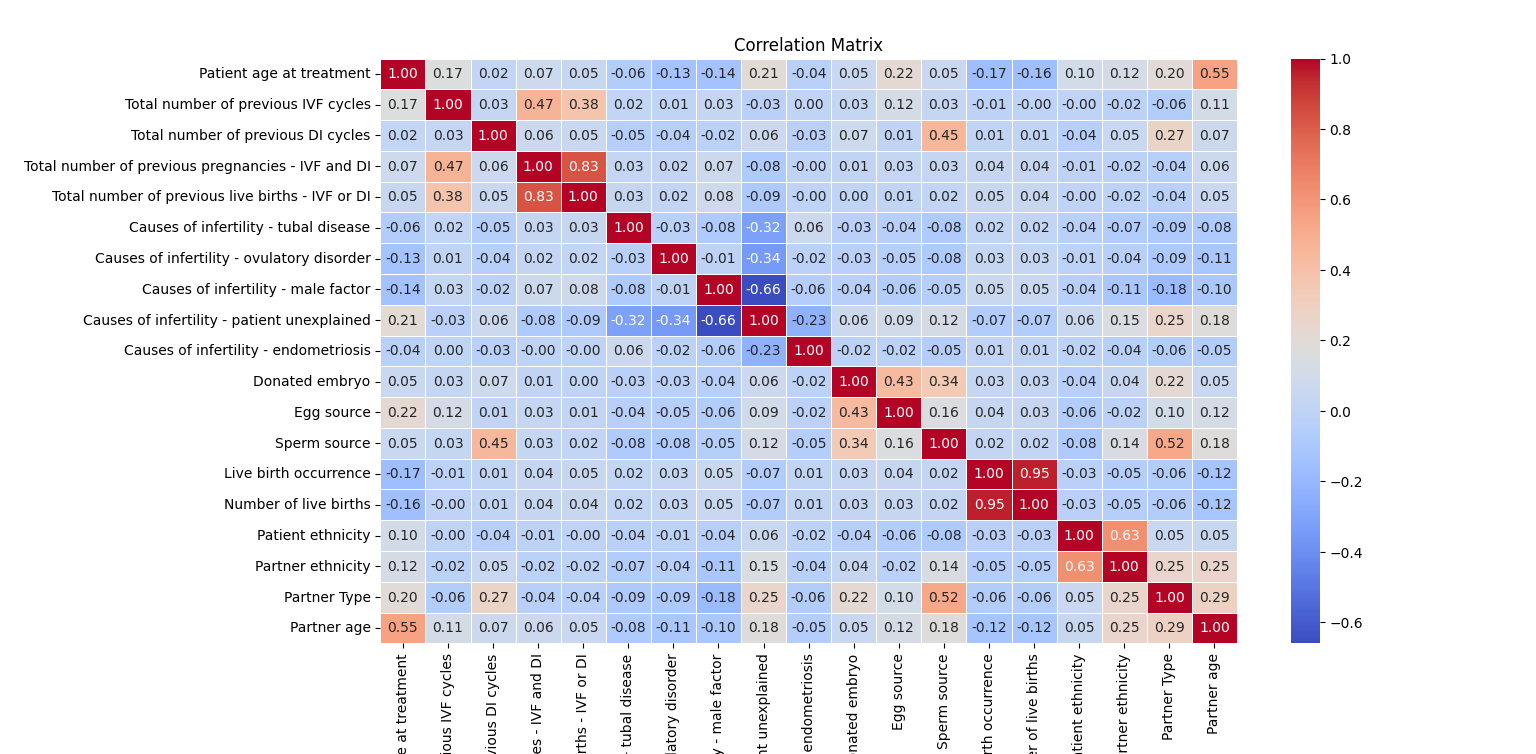 Correlation Matrix
Patient age at treatment 1.00 0.17 0.02 0.07 0.05 -0.06 -0.13 -0.14 0.21 -0.04 0.05 0.22 0.05 -0.17 -0.16 0.10 0.12 0.20 0.55
Total number of previous IVF cycles 0.17 1.00 0.03 0.47 0.38 0.02 0.01 0.03 -0.03 0.00 0.03 0.12 0.03 -0.01 -0.00 -0.00 -0.02 -0.06 0.11
Total number of previous DI cycles 0.02 0.03 1.00 0.06 0.05 -0.05 -0.04 -0.02 0.06 -0.03 0.07 0.01 0.45 0.01 0.01 -0.04 0.05 0.27 0.07
Total number of previous pregnancies - IVF and DI 0.07 0.47 0.06 1.00 0.83 0.03 0.02 0.07 -0.08 -0.00 0.01 0.03 0.03 0.04 0.04 -0.01 -0.02 -0.04 0.06
Total number of previous live births - IVF or DI 0.05 0.38 0.05 0.83 1.00 0.03 0.02 0.08 -0.09 -0.00 0.00 0.01 0.02 0.05 0.04 -0.00 -0.02 -0.04 0.05
Causes of infertility - tubal disease -0.06 0.02 -0.05 0.03 0.03 1.00 -0.03 -0.08 -0.32 0.06 -0.03 -0.04 -0.08 0.02 0.02 -0.04 -0.07 -0.09 -0.08
Causes of infertility - ovulatory disorder -0.13 0.01 -0.04 0.02 0.02 -0.03 1.00 -0.01 -0.34 -0.02 -0.03 -0.05 -0.08 0.03 0.03 -0.01 -0.04 -0.09 -0.11
Causes of infertility - male factor -0.14 0.03 -0.02 0.07 0.08 -0.08 -0.01 1.00 -0.66 -0.06 -0.04 -0.06 -0.05 0.05 0.05 -0.04 -0.11 -0.18 -0.10
Causes of infertility - patient unexplained 0.21 -0.03 0.06 -0.08 -0.09 -0.32 -0.34 -0.66 1.00 -0.23 0.06 0.09 0.12 -0.07 -0.07 0.06 0.15 0.25 0.18
Causes of infertility - endometriosis -0.04 0.00 -0.03 -0.00 -0.00 0.06 -0.02 -0.06 -0.23 1.00 -0.02 -0.02 -0.05 0.01 0.01 -0.02 -0.04 -0.06 -0.05
Donated embryo 0.05 0.03 0.07 0.01 0.00 -0.03 -0.03 -0.04 0.06 -0.02 1.00 0.43 0.34 0.03 0.03 -0.04 0.04 0.22 0.05
Egg source 0.22 0.12 0.01 0.03 0.01 -0.04 -0.05 -0.06 0.09 -0.02 0.43 1.00 0.16 0.04 0.03 -0.06 -0.02 0.10 0.12
Sperm source 0.05 0.03 0.45 0.03 0.02 -0.08 -0.08 -0.05 0.12 -0.05 0.34 0.16 1.00 0.02 0.02 -0.08 0.14 0.52 0.18
Live birth occurrence -0.17 -0.01 0.01 0.04 0.05 0.02 0.03 0.05 -0.07 0.01 0.03 0.04 0.02 1.00 0.95 -0.03 -0.05 -0.06 -0.12
Number of live births -0.16 -0.00 0.01 0.04 0.04 0.02 0.03 0.05 -0.07 0.01 0.03 0.03 0.02 0.95 1.00 -0.03 -0.05 -0.06 -0.12
Patient ethnicity 0.10 -0.00 -0.04 -0.01 -0.00 -0.04 -0.01 -0.04 0.06 -0.02 -0.04 -0.06 -0.08 -0.03 -0.03 1.00 0.63 0.05 0.05
Partner ethnicity 0.12 -0.02 0.05 -0.02 -0.02 -0.07 -0.04 -0.11 0.15 -0.04 0.04 -0.02 0.14 -0.05 -0.05 0.63 1.00 0.25 0.25
Partner Type 0.20 -0.06 0.27 -0.04 -0.04 -0.09 -0.09 -0.18 0.25 -0.06 0.22 0.10 0.52 -0.06 -0.06 0.05 0.25 1.00 0.29
Partner age 0.55 0.11 0.07 0.06 0.05 -0.08 -0.11 -0.10 0.18 -0.05 0.05 0.12 0.18 -0.12 -0.12 0.05 0.25 0.29 1.00
e at treatment
ious IVF cycles
vious DI cycles
es - IVF and DI
rths - IVF or DI
- tubal disease
latory disorder
y - male factor
nt unexplained
endometriosis
nated embryo
Egg source
Sperm source
rth occurrence
er of live births
tient ethnicity
rtner ethnicity
Partner Type
Partner age
1.0
0.8
0.6
0.4
0.2
0.0
−0.2
−0.4
−0.6